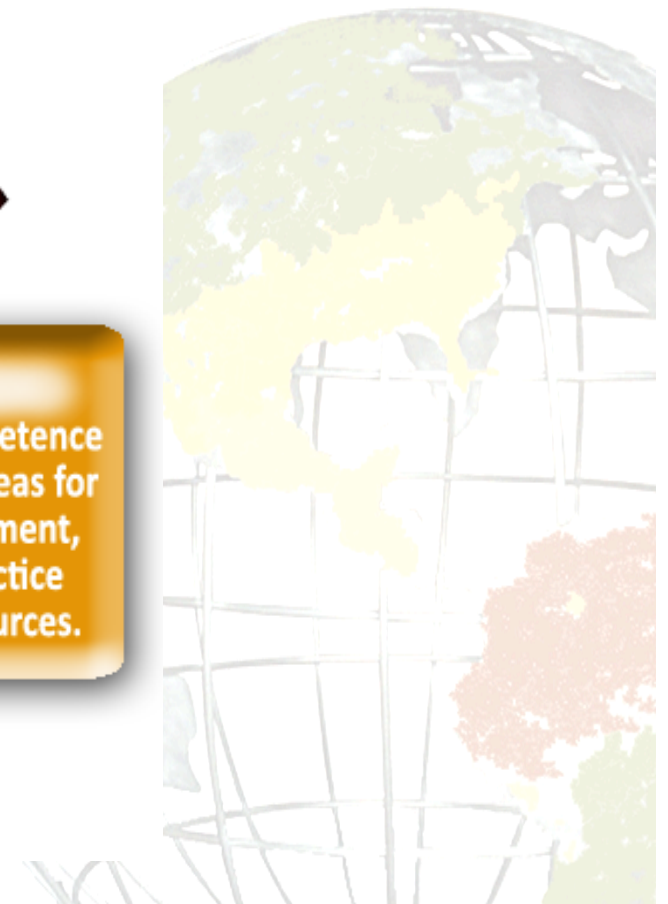 etence
eas for
ment,
ctice
urces.